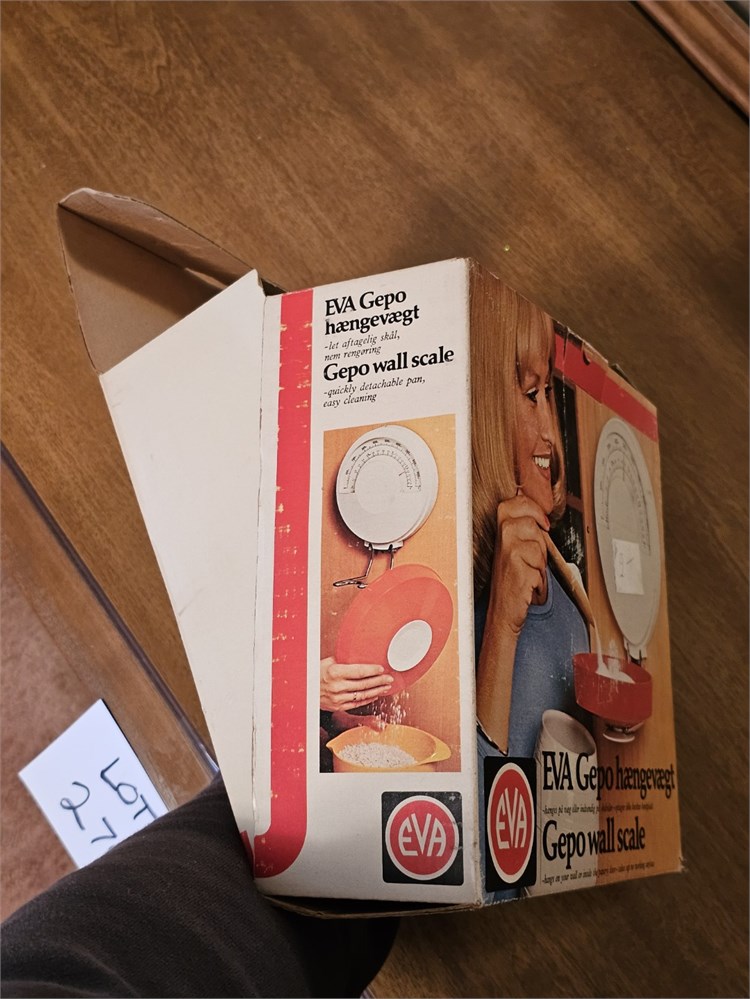 EVA Gepo
hængevægt
-let aftagelig skål,
nem rengøring
Gepo wall scale
-quickly detachable pan,
easy cleaning
EVA
EVA
EVA Gepo hængevægt
Gepo wall scale
LOT
27